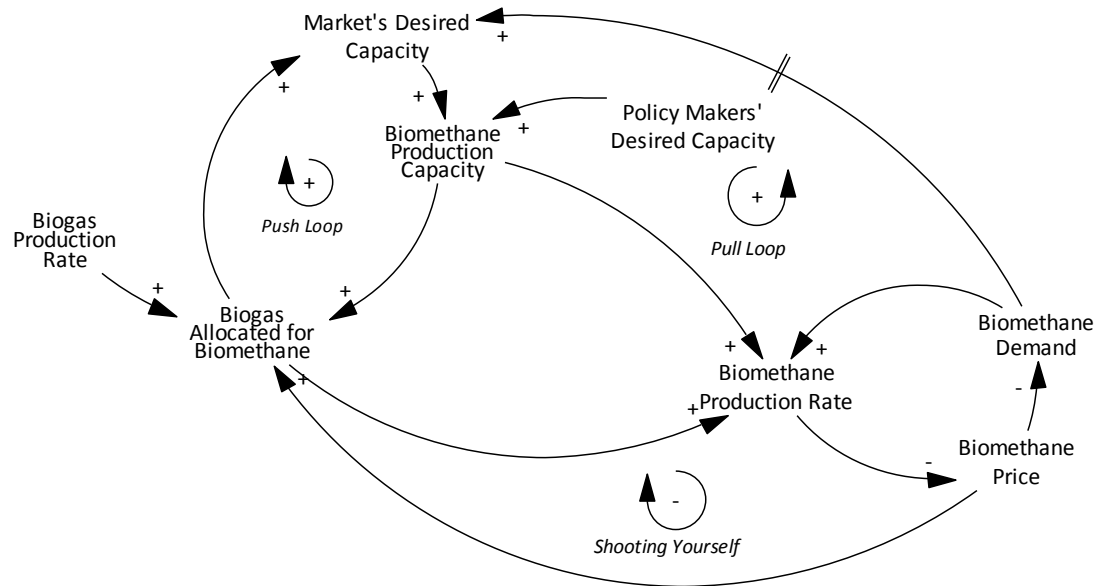 Market's Desired
Capacity
+
+
+
Policy Makers'
Desired Capacity
+
Biomethane
Production
Capacity
+
Push Loop
+
Pull Loop
Biogas
Production
Rate
+
+
Biogas
Allocated for
Biomethane
+
Biomethane
Demand
+
+
Biomethane
Production Rate
+
-
-
Biomethane
Price
-
Shooting Yourself